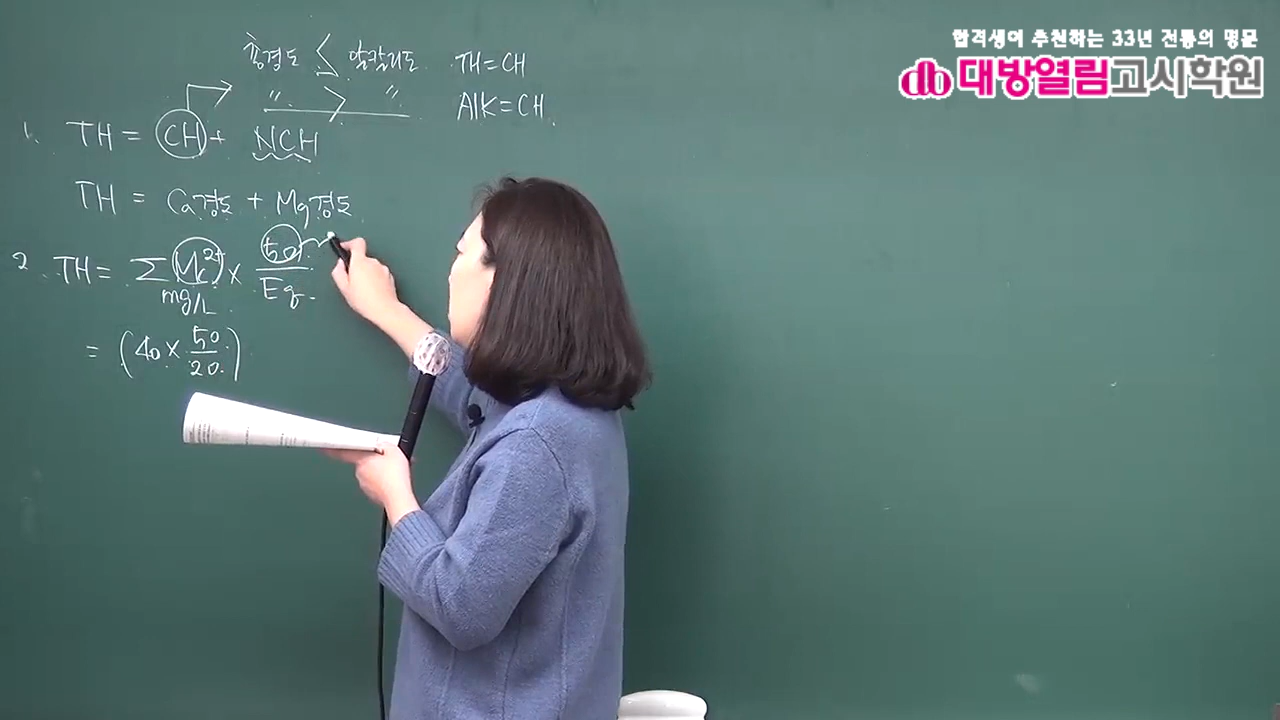 합격생이 추천하는 33년 전통의 명문
대방열림고시학원
총경도 ≤ 알칼리도 TH = CH
〃 > 〃 Alk = CH
1. TH = CH + NCH
TH = Ca경도 + Mg경도
2. TH = Σ Mc²⁺ × 50 / Eq
mg/L
= (40 × 50/20)